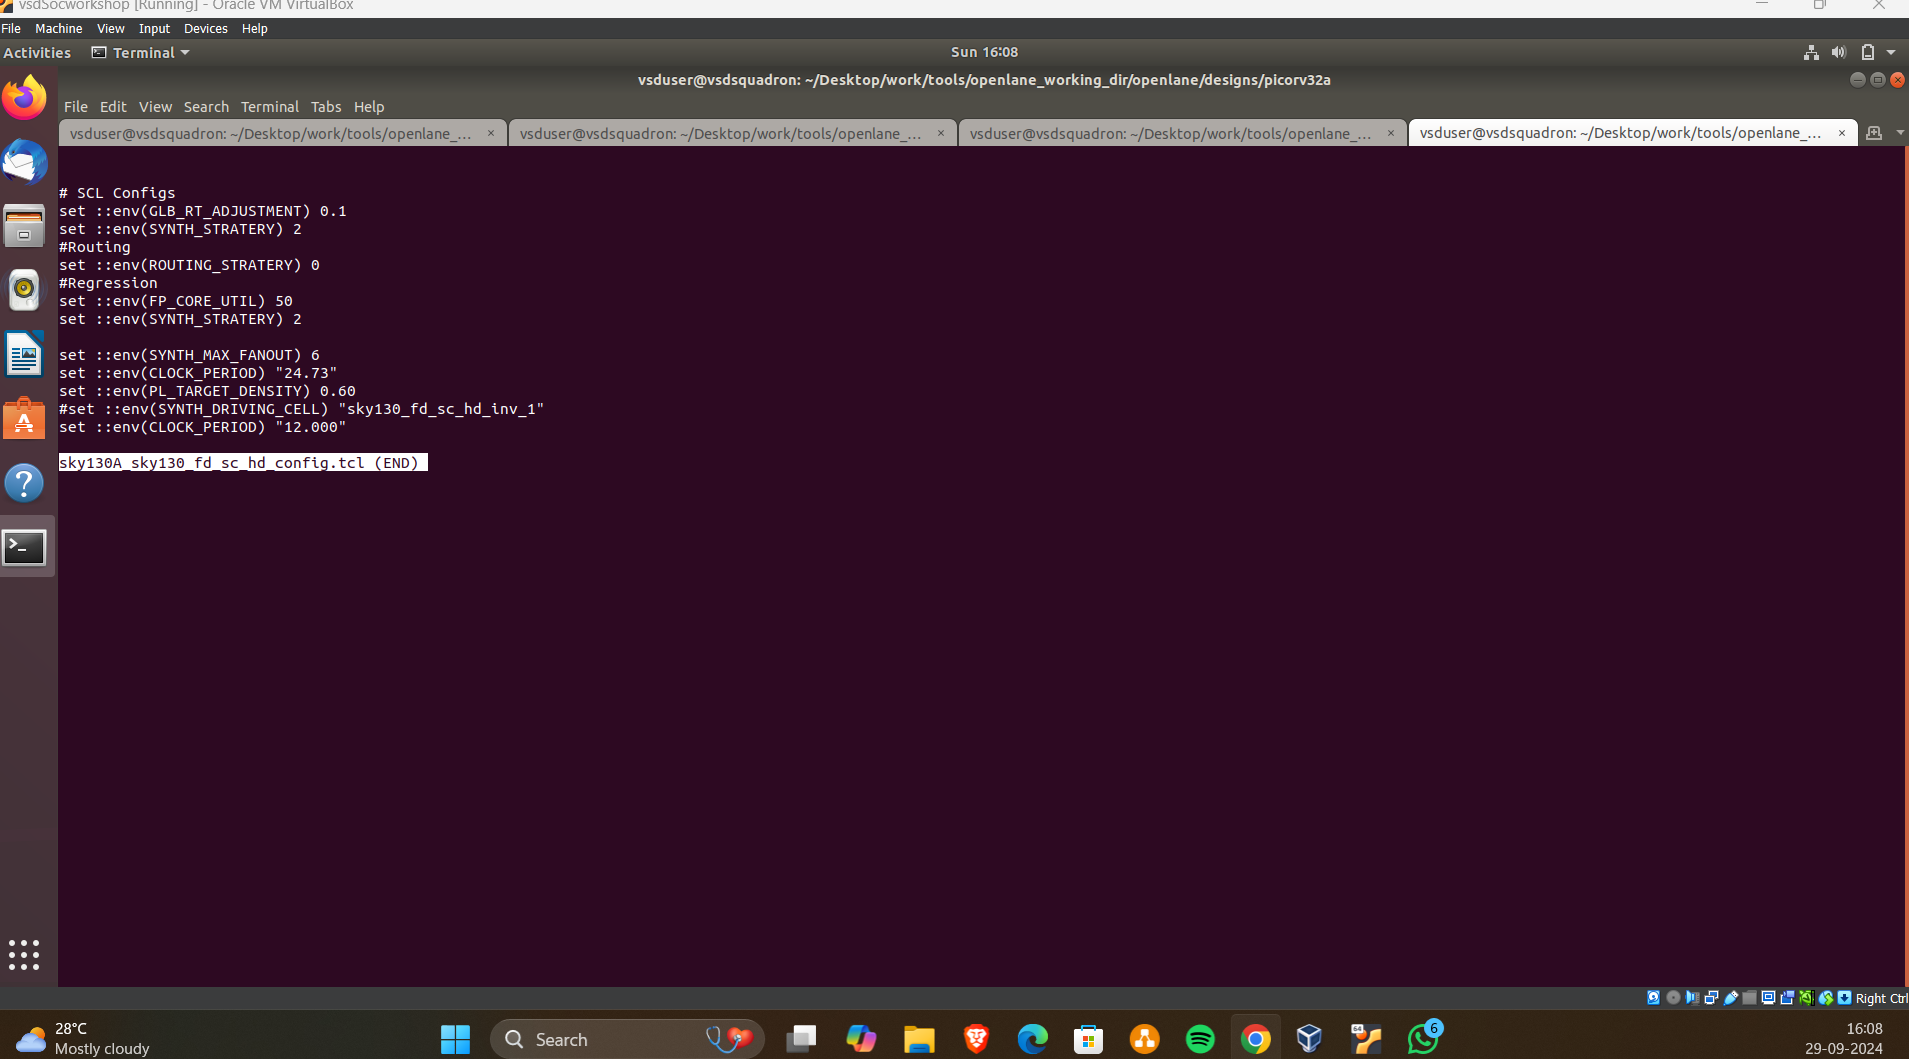 vsdSocworkshop [Running] - Oracle VM VirtualBox
File Machine View Input Devices Help
Activities Terminal Sun 16:08
vsduser@vsdsquadron: ~/Desktop/work/tools/openlane_working_dir/openlane/designs/picorv32a
File Edit View Search Terminal Tabs Help
vsduser@vsdsquadron: ~/Desktop/work/tools/openlane_... × vsduser@vsdsquadron: ~/Desktop/work/tools/openlane_... × vsduser@vsdsquadron: ~/Desktop/work/tools/openlane_... × vsduser@vsdsquadron: ~/Desktop/work/tools/openlane_... ×
# SCL Configs
set ::env(GLB_RT_ADJUSTMENT) 0.1
set ::env(SYNTH_STRATERY) 2
#Routing
set ::env(ROUTING_STRATERY) 0
#Regression
set ::env(FP_CORE_UTIL) 50
set ::env(SYNTH_STRATERY) 2
set ::env(SYNTH_MAX_FANOUT) 6
set ::env(CLOCK_PERIOD) "24.73"
set ::env(PL_TARGET_DENSITY) 0.60
#set ::env(SYNTH_DRIVING_CELL) "sky130_fd_sc_hd_inv_1"
set ::env(CLOCK_PERIOD) "12.000"
sky130A_sky130_fd_sc_hd_config.tcl (END)
Right Ctrl
28°C
Mostly cloudy
Search
64
6
16:08
29-09-2024